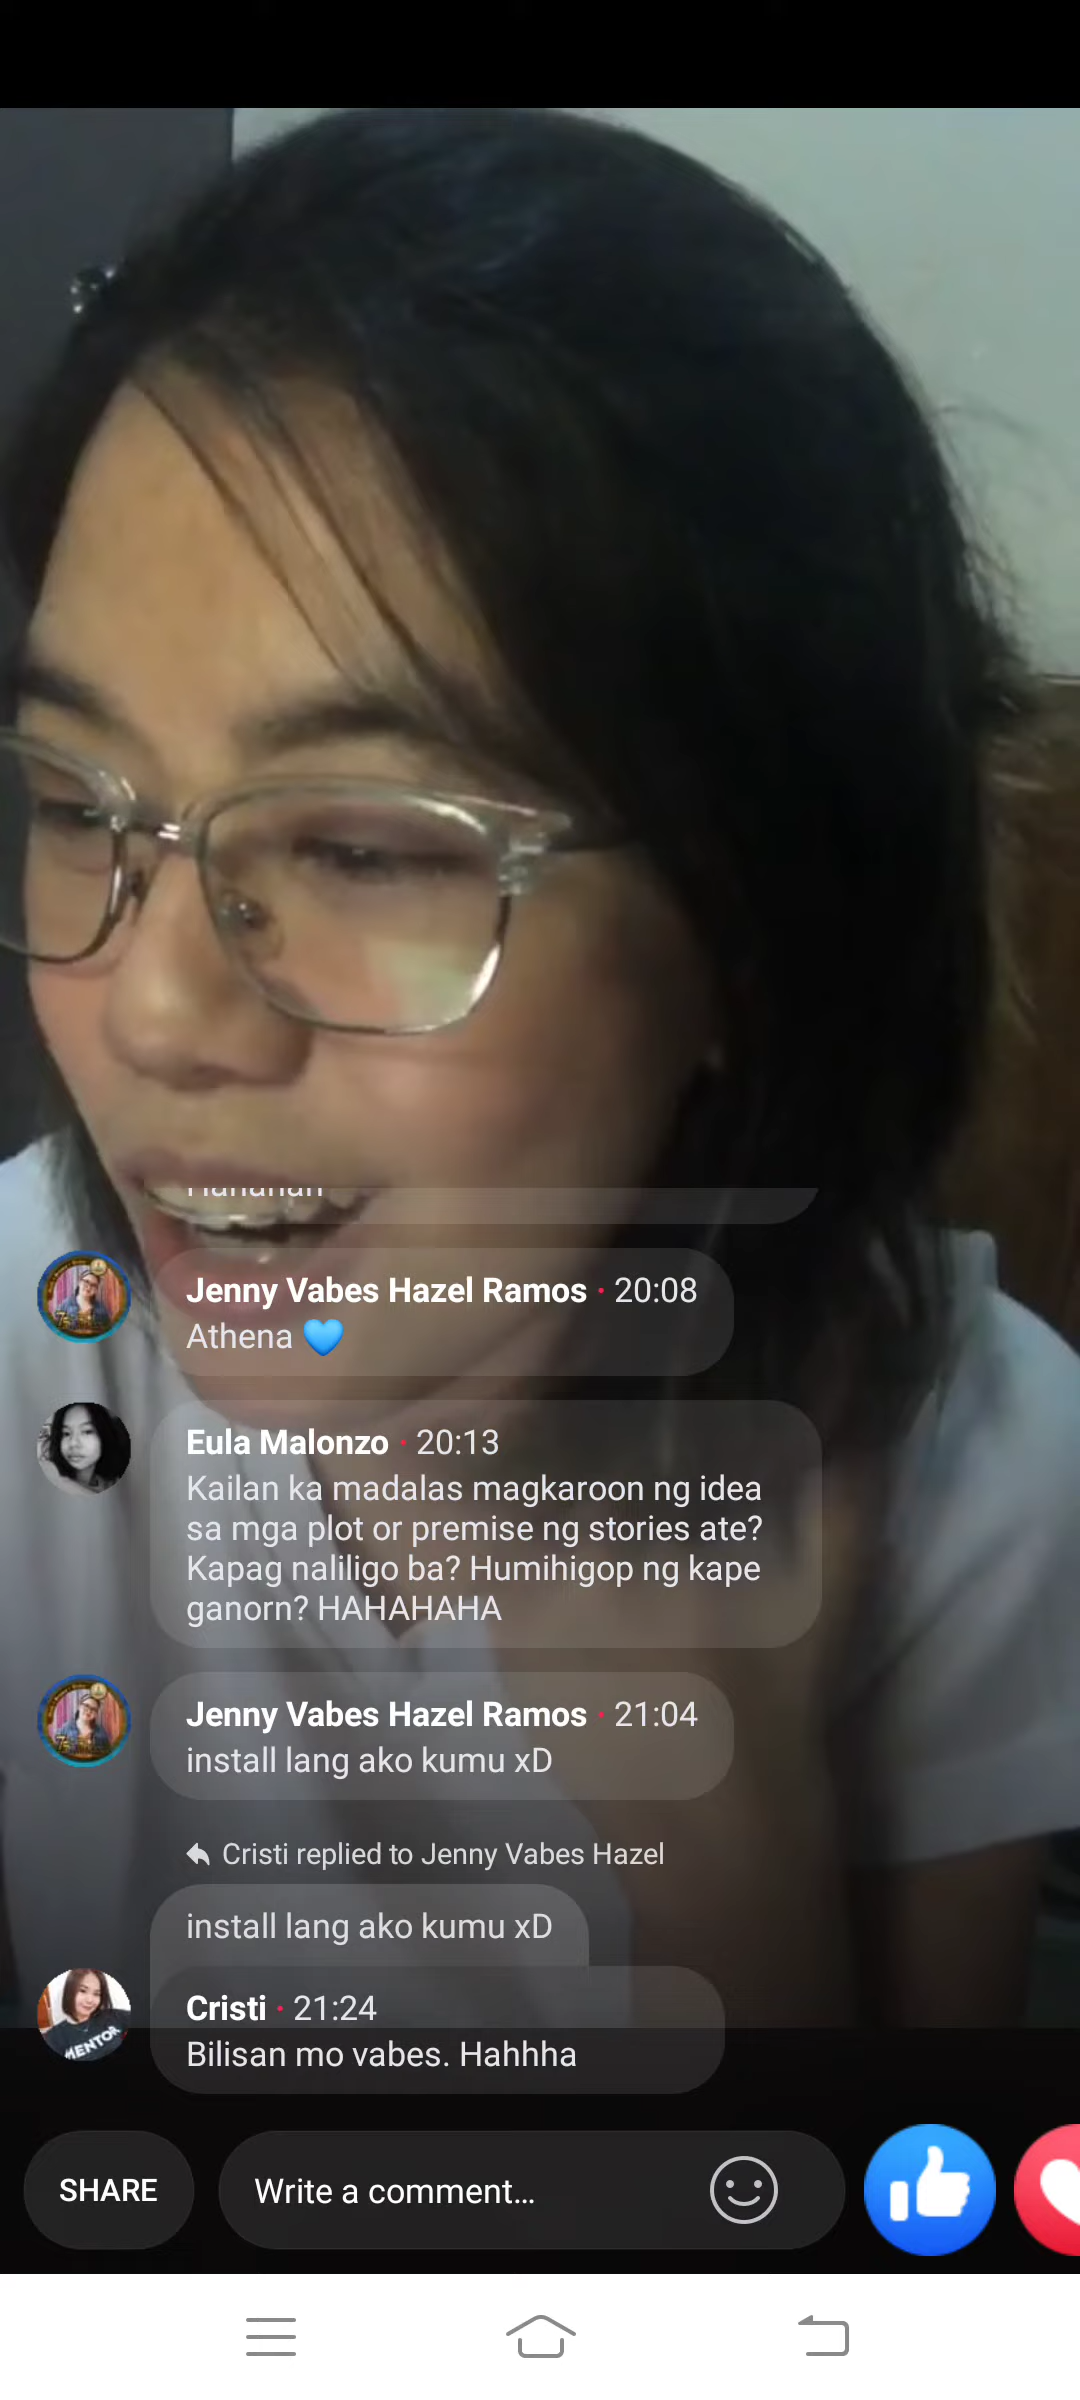 Hahahah
Jenny Vabes Hazel Ramos · 20:08
Athena 💙
Eula Malonzo · 20:13
Kailan ka madalas magkaroon ng idea
sa mga plot or premise ng stories ate?
Kapag naliligo ba? Humihigop ng kape
ganorn? HAHAHAHA
Jenny Vabes Hazel Ramos · 21:04
install lang ako kumu xD
Cristi replied to Jenny Vabes Hazel
install lang ako kumu xD
MENTOR
Cristi · 21:24
Bilisan mo vabes. Hahhha
SHARE
Write a comment...